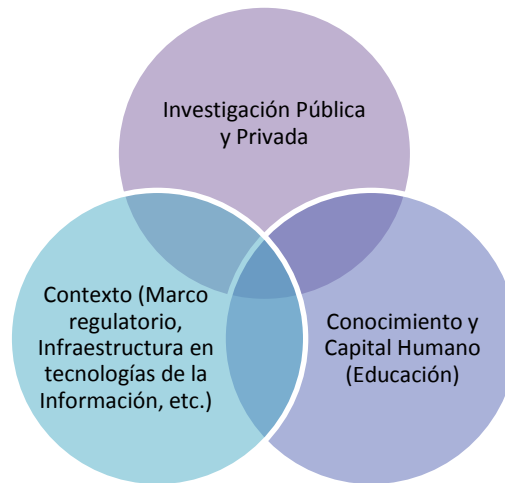 Investigación Pública
y Privada
Contexto (Marco
regulatorio,
Infraestructura en
tecnologías de la
Información, etc.)
Conocimiento y
Capital Humano
(Educación)